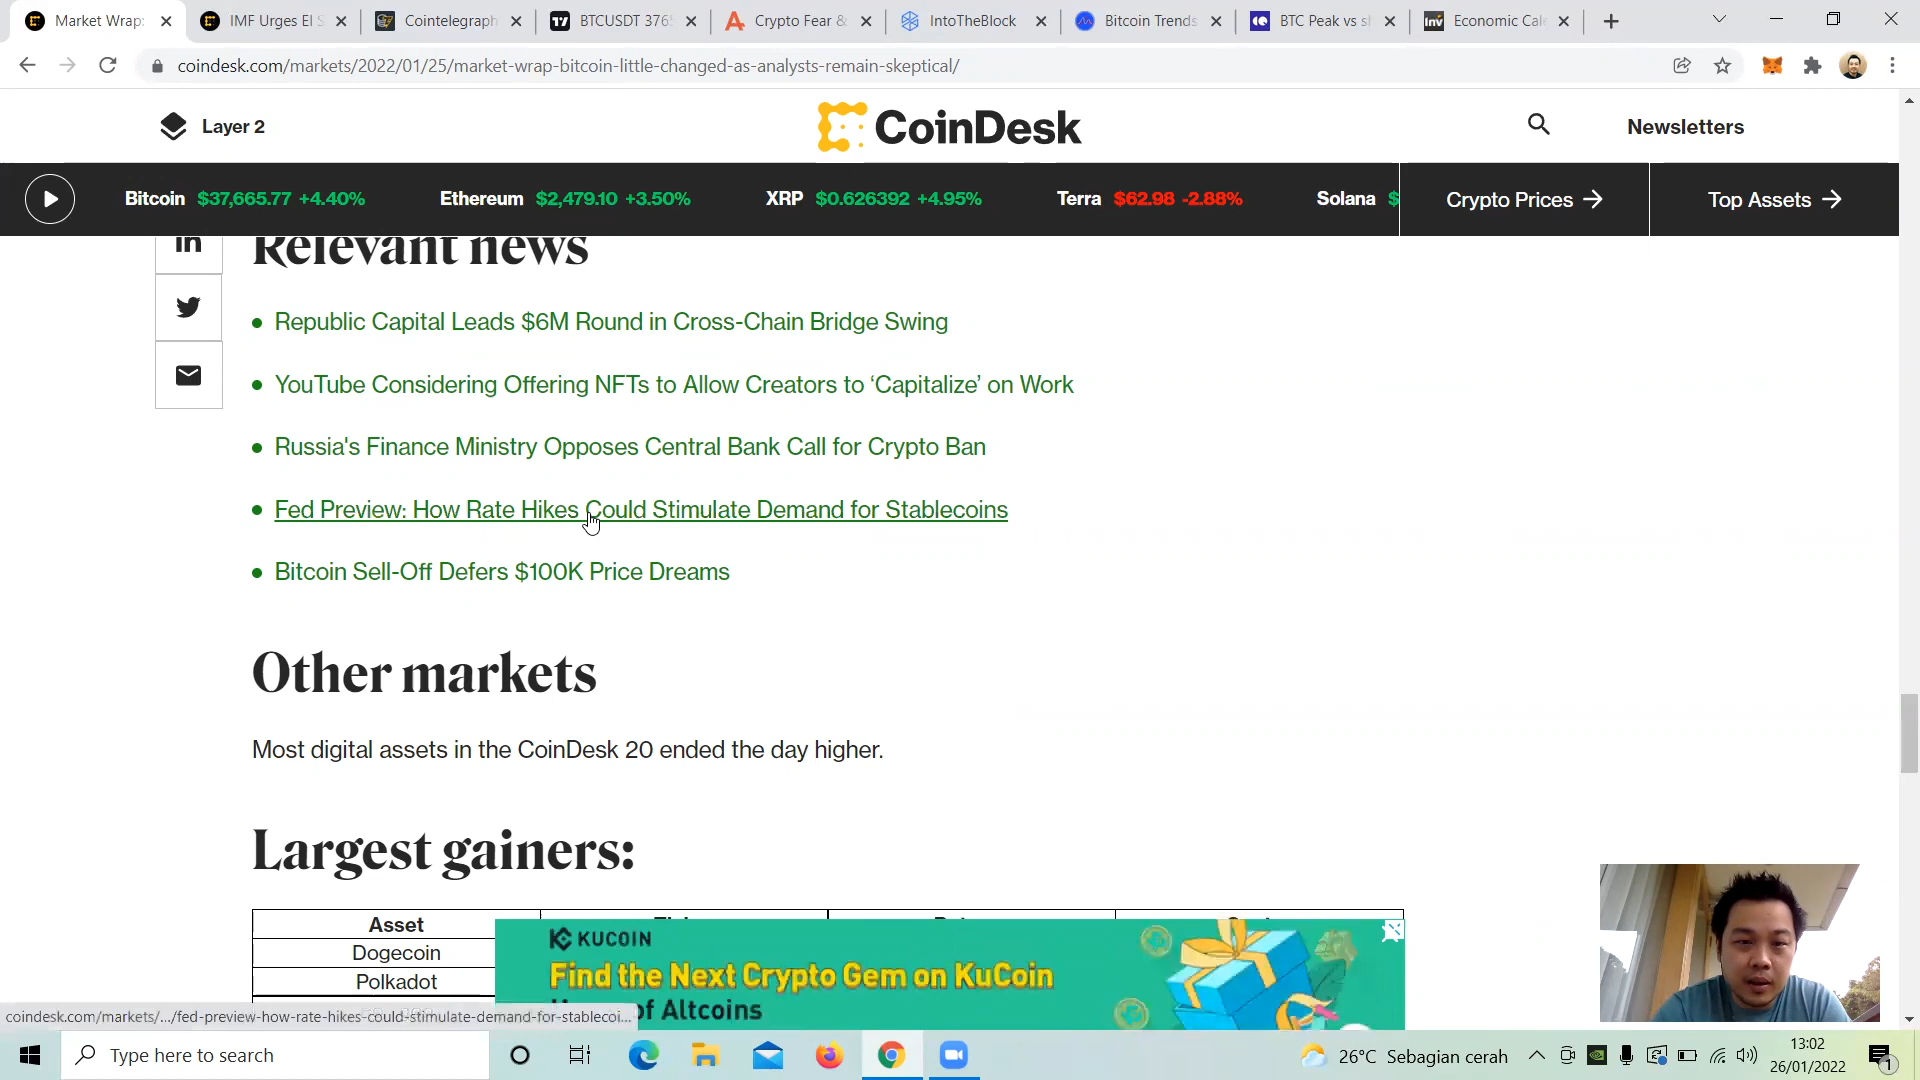 Market Wrap:
IMF Urges El S
Cointelegraph
BTCUSDT 376
Crypto Fear &
IntoTheBlock
Bitcoin Trends
BTC Peak vs s
Economic Cale
coindesk.com/markets/2022/01/25/market-wrap-bitcoin-little-changed-as-analysts-remain-skeptical/
Layer 2
CoinDesk
Newsletters
Bitcoin $37,665.77 +4.40%
Ethereum $2,479.10 +3.50%
XRP $0.626392 +4.95%
Terra $62.98 -2.88%
Solana $
Crypto Prices →
Top Assets →
Relevant news
• Republic Capital Leads $6M Round in Cross-Chain Bridge Swing
• YouTube Considering Offering NFTs to Allow Creators to ‘Capitalize’ on Work
• Russia's Finance Ministry Opposes Central Bank Call for Crypto Ban
• Fed Preview: How Rate Hikes Could Stimulate Demand for Stablecoins
• Bitcoin Sell-Off Defers $100K Price Dreams
Other markets
Most digital assets in the CoinDesk 20 ended the day higher.
Largest gainers:
Asset
Dogecoin
Polkadot
KUCOIN
Find the Next Crypto Gem on KuCoin
of Altcoins
coindesk.com/markets/.../fed-preview-how-rate-hikes-could-stimulate-demand-for-stablecoi...
Type here to search
26°C Sebagian cerah
13:02
26/01/2022
1